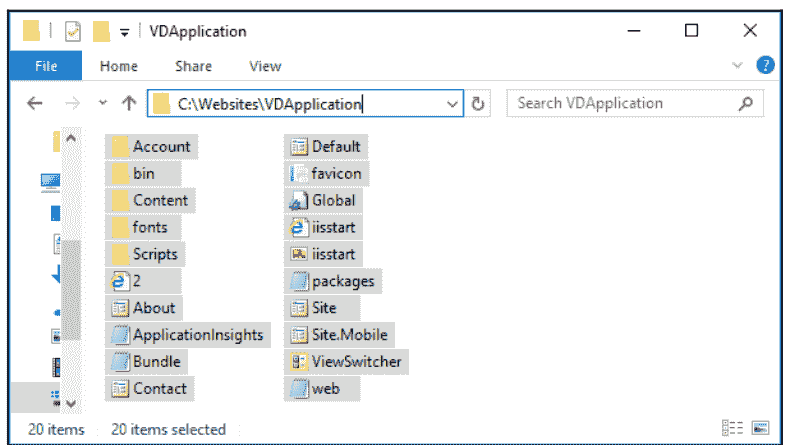 VDApplication
File Home Share View
C:\Websites\VDApplication Search VDApplication
Account
bin
Content
fonts
Scripts
2
About
ApplicationInsights
Bundle
Contact
Default
favicon
Global
iisstart
iisstart
packages
Site
Site.Mobile
ViewSwitcher
web
20 items 20 items selected